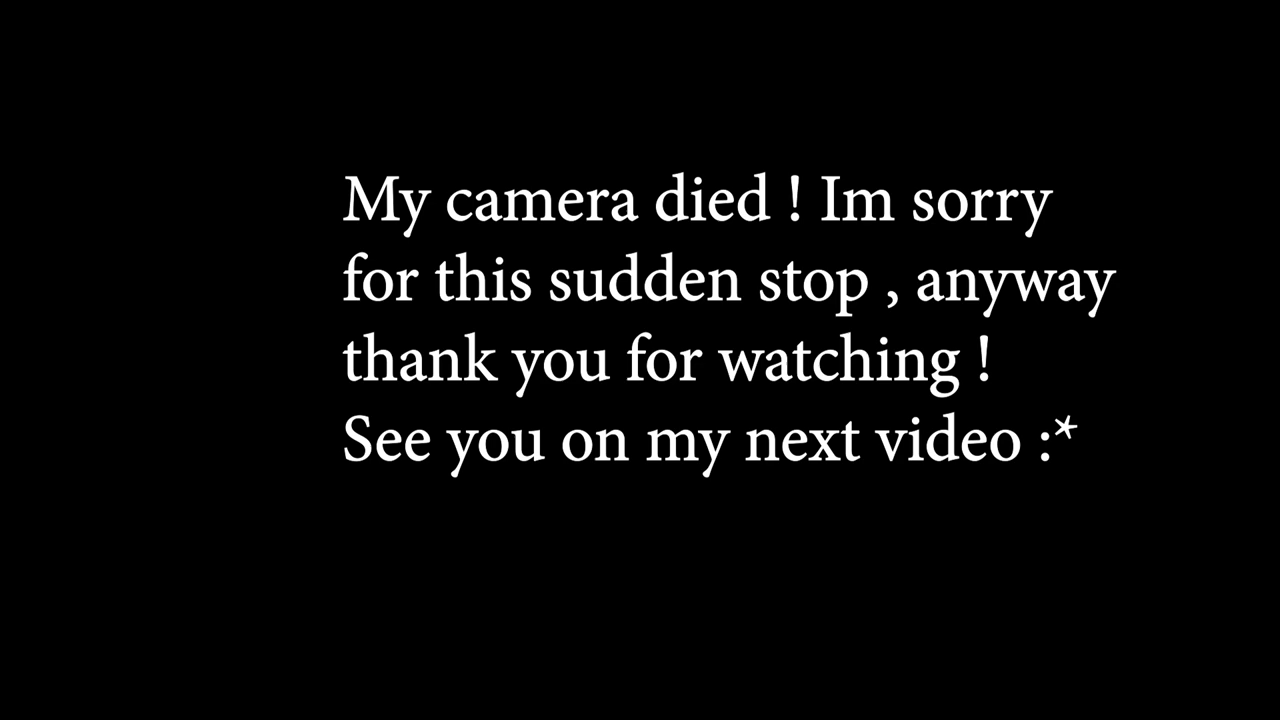 My camera died ! Im sorry
for this sudden stop , anyway
thank you for watching !
See you on my next video :*